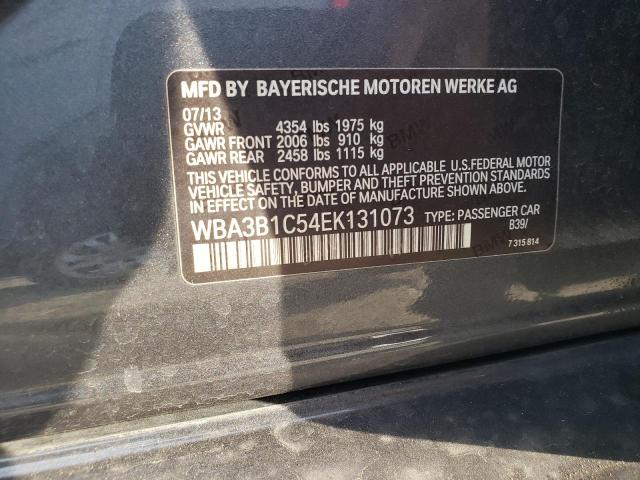 MFD BY BAYERISCHE MOTOREN WERKE AG
07/13
GVWR 4354 lbs 1975 kg
GAWR FRONT 2006 lbs 910 kg
GAWR REAR 2458 lbs 1115 kg
THIS VEHICLE CONFORMS TO ALL APPLICABLE U.S.FEDERAL MOTOR
VEHICLE SAFETY, BUMPER AND THEFT PREVENTION STANDARDS
IN EFFECT ON THE DATE OF MANUFACTURE SHOWN ABOVE.
WBA3B1C54EK131073 TYPE: PASSENGER CAR
B39/
7 315 814